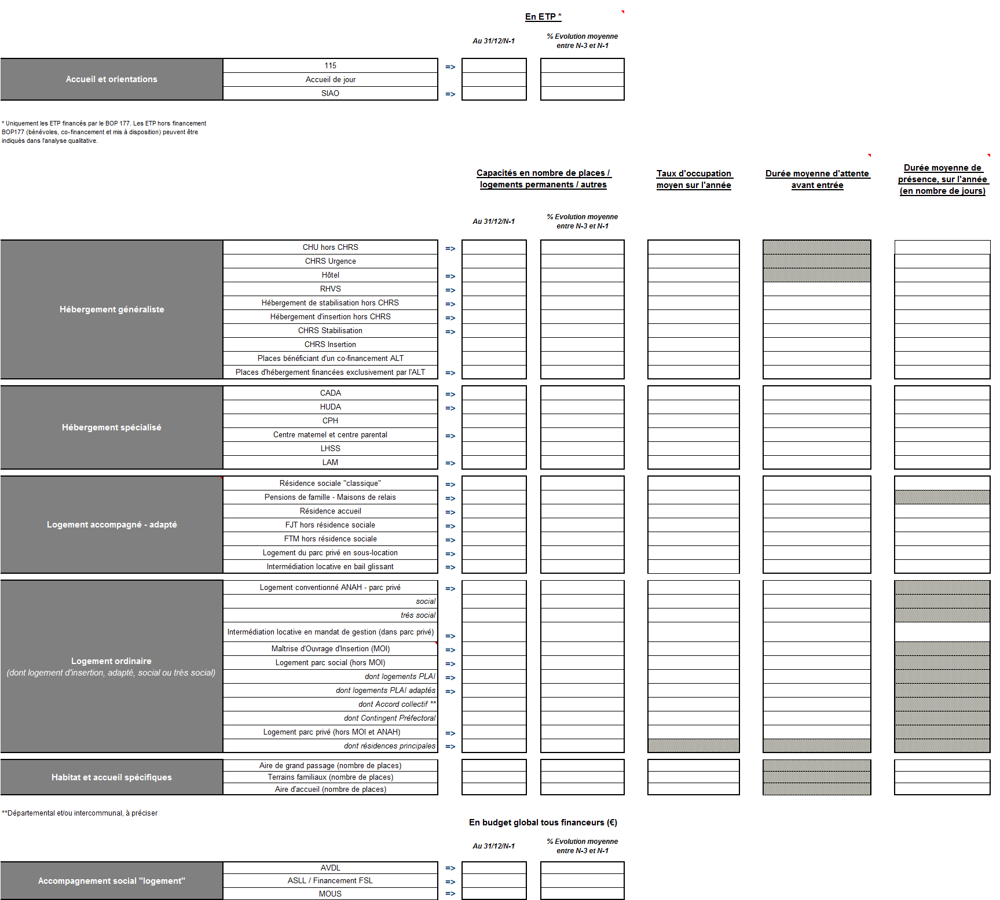 En ETP *
Au 31/12/N-1
% Evolution moyenne
entre N-3 et N-1
Accueil et orientations
115
=>
Accueil de jour
SIAO
=>
* Uniquement les ETP financés par le BOP 177. Les ETP hors financement
BOP177 (bénévoles, co-financement et mis à disposition) peuvent être
indiqués dans l'analyse qualitative.
Capacités en nombre de places /
logements permanents / autres
Taux d'occupation
moyen sur l'année
Durée moyenne d'attente
avant entrée
Durée moyenne de
présence, sur l'année
(en nombre de jours)
Au 31/12/N-1
% Evolution moyenne
entre N-3 et N-1
Hébergement généraliste
CHU hors CHRS
=>
CHRS Urgence
Hôtel
=>
RHVS
=>
Hébergement de stabilisation hors CHRS
=>
Hébergement d'insertion hors CHRS
=>
CHRS Stabilisation
=>
CHRS Insertion
Places bénéficiant d'un co-financement ALT
Places d'hébergement financées exclusivement par l'ALT
=>
Hébergement spécialisé
CADA
=>
HUDA
=>
CPH
Centre maternel et centre parental
=>
LHSS
LAM
=>
Logement accompagné - adapté
Résidence sociale "classique"
=>
Pensions de famille - Maisons de relais
=>
Résidence accueil
=>
FJT hors résidence sociale
=>
FTM hors résidence sociale
=>
Logement du parc privé en sous-location
=>
Intermédiation locative en bail glissant
=>
Logement ordinaire
(dont logement d'insertion, adapté, social ou très social)
Logement conventionné ANAH - parc privé
=>
social
très social
Intermédiation locative en mandat de gestion (dans parc privé)
=>
Maîtrise d'Ouvrage d'Insertion (MOI)
=>
Logement parc social (hors MOI)
=>
dont logements PLAI
=>
dont logements PLAI adaptés
=>
dont Accord collectif **
dont Contingent Préfectoral
Logement parc privé (hors MOI et ANAH)
=>
dont résidences principales
=>
Habitat et accueil spécifiques
Aire de grand passage (nombre de places)
Terrains familiaux (nombre de places)
Aire d'accueil (nombre de places)
**Départemental et/ou intercommunal, à préciser
En budget global tous financeurs (€)
Au 31/12/N-1
% Evolution moyenne
entre N-3 et N-1
Accompagnement social "logement"
AVDL
=>
ASLL / Financement FSL
=>
MOUS
=>